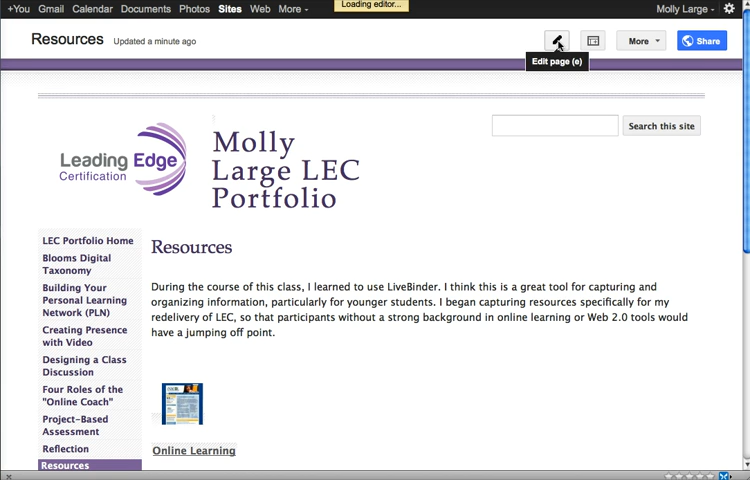 +You Gmail Calendar Documents Photos Sites Web More
Loading editor...
Molly Large
Resources Updated a minute ago
More
Share
Edit page (e)
Leading Edge
Certification
Molly
Large LEC
Portfolio
Search this site
LEC Portfolio Home
Blooms Digital
Taxonomy
Building Your
Personal Learning
Network (PLN)
Creating Presence
with Video
Designing a Class
Discussion
Four Roles of the
"Online Coach"
Project-Based
Assessment
Reflection
Resources
Resources
During the course of this class, I learned to use LiveBinder. I think this is a great tool for capturing and
organizing information, particularly for younger students. I began capturing resources specifically for my
redelivery of LEC, so that participants without a strong background in online learning or Web 2.0 tools would
have a jumping off point.
Online Learning